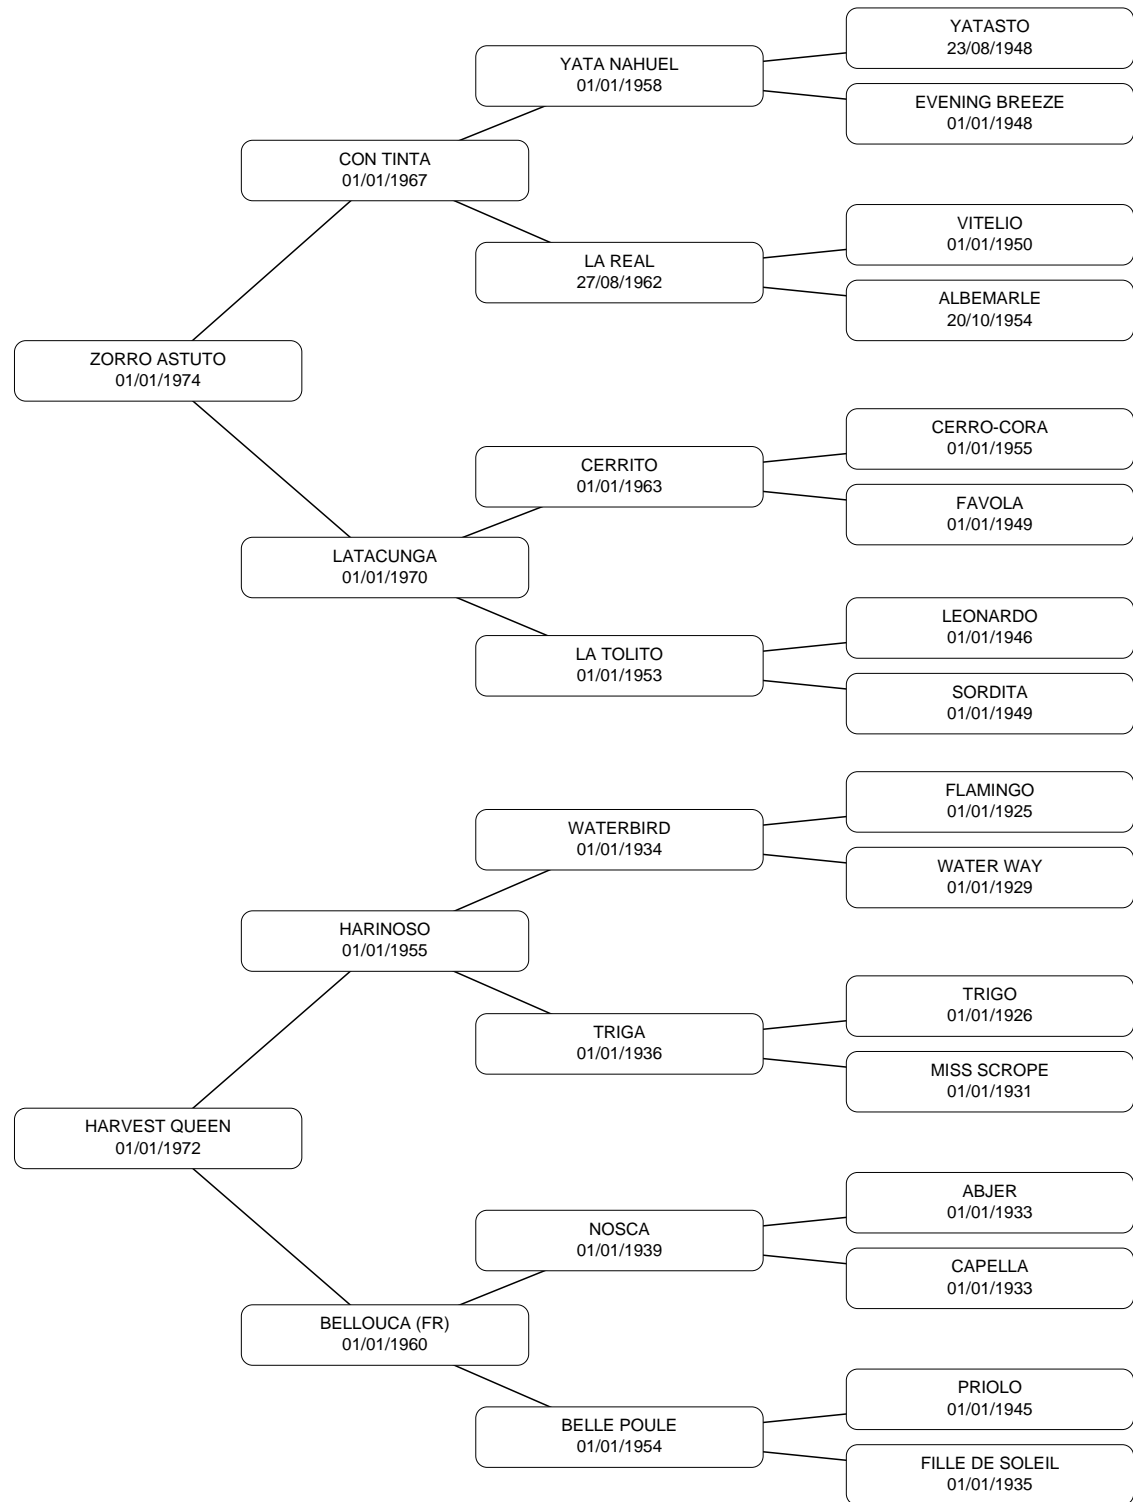 YATASTO
23/08/1948
YATA NAHUEL
01/01/1958
EVENING BREEZE
01/01/1948
CON TINTA
01/01/1967
VITELIO
01/01/1950
LA REAL
27/08/1962
ALBEMARLE
20/10/1954
ZORRO ASTUTO
01/01/1974
CERRO-CORA
01/01/1955
CERRITO
01/01/1963
FAVOLA
01/01/1949
LATACUNGA
01/01/1970
LEONARDO
01/01/1946
LA TOLITO
01/01/1953
SORDITA
01/01/1949
FLAMINGO
01/01/1925
WATERBIRD
01/01/1934
WATER WAY
01/01/1929
HARINOSO
01/01/1955
TRIGO
01/01/1926
TRIGA
01/01/1936
MISS SCROPE
01/01/1931
HARVEST QUEEN
01/01/1972
ABJER
01/01/1933
NOSCA
01/01/1939
CAPELLA
01/01/1933
BELLOUCA (FR)
01/01/1960
PRIOLO
01/01/1945
BELLE POULE
01/01/1954
FILLE DE SOLEIL
01/01/1935